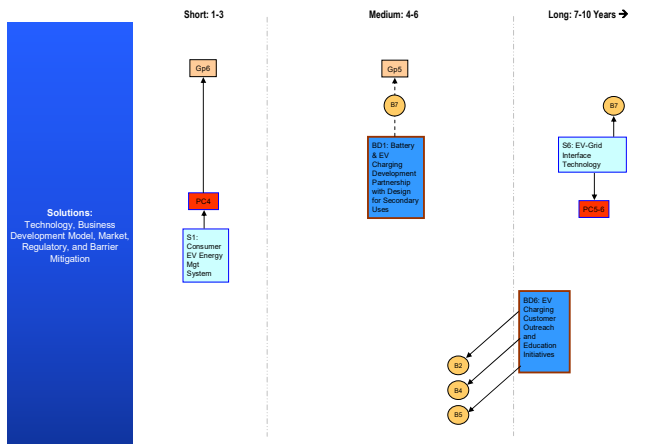 Short: 1-3
Medium: 4-6
Long: 7-10 Years →
Solutions:
Technology, Business
Development Model, Market,
Regulatory, and Barrier
Mitigation
Gp6
PC4
S1:
Consumer
EV Energy
Mgt
System
Gp5
B7
BD1: Battery
& EV
Charging
Development
Partnership
with Design
for Secondary
Uses
B7
S6: EV-Grid
Interface
Technology
PC5-6
BD6: EV
Charging
Customer
Outreach
and
Education
Initiatives
B2
B4
B5